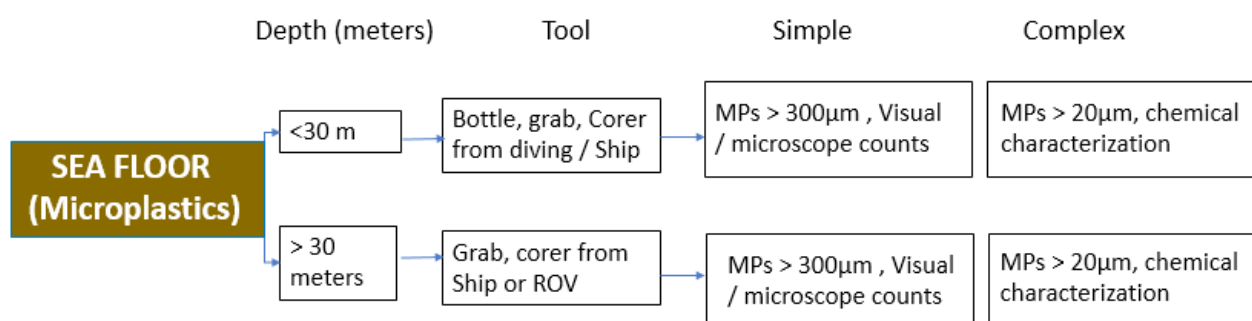 Depth (meters) Tool Simple Complex
SEA FLOOR
(Microplastics)
<30 m
Bottle, grab, Corer
from diving / Ship
MPs > 300µm , Visual
/ microscope counts
MPs > 20µm, chemical
characterization
> 30
meters
Grab, corer from
Ship or ROV
MPs > 300µm , Visual
/ microscope counts
MPs > 20µm, chemical
characterization